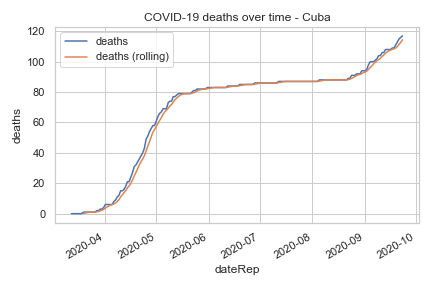 COVID-19 deaths over time - Cuba
deaths
deaths (rolling)
120
100
80
60
40
20
0
deaths
2020-04
2020-05
2020-06
2020-07
2020-08
2020-09
2020-10
dateRep